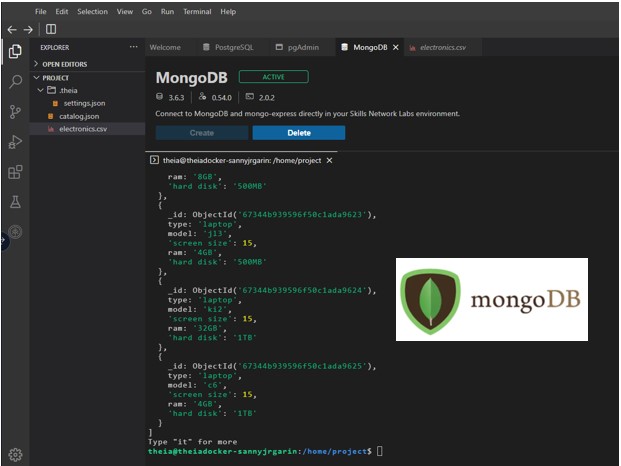 File Edit Selection View Go Run Terminal Help
EXPLORER ...
Welcome PostgreSQL pgAdmin MongoDB electronics.csv
OPEN EDITORS
PROJECT
.theia
settings.json
catalog.json
electronics.csv
MongoDB ACTIVE
3.6.3 0.54.0 2.0.2
Connect to MongoDB and mongo-express directly in your Skills Network Labs environment.
Create Delete
theia@theiadocker-sannyjrgarin: /home/project
ram: '8GB',
'hard disk': '500MB'
},
{
_id: ObjectId('67344b939596f50c1ada9623'),
type: 'laptop',
model: 'j13',
'screen size': 15,
ram: '4GB',
'hard disk': '500MB'
},
{
_id: ObjectId('67344b939596f50c1ada9624'),
type: 'laptop',
model: 'ki2',
'screen size': 15,
ram: '32GB',
'hard disk': '1TB'
},
{
_id: ObjectId('67344b939596f50c1ada9625'),
type: 'laptop',
model: 'c6',
'screen size': 15,
ram: '4GB',
'hard disk': '1TB'
}
]
Type "it" for more
theia@theiadocker-sannyjrgarin:/home/project$
mongoDB